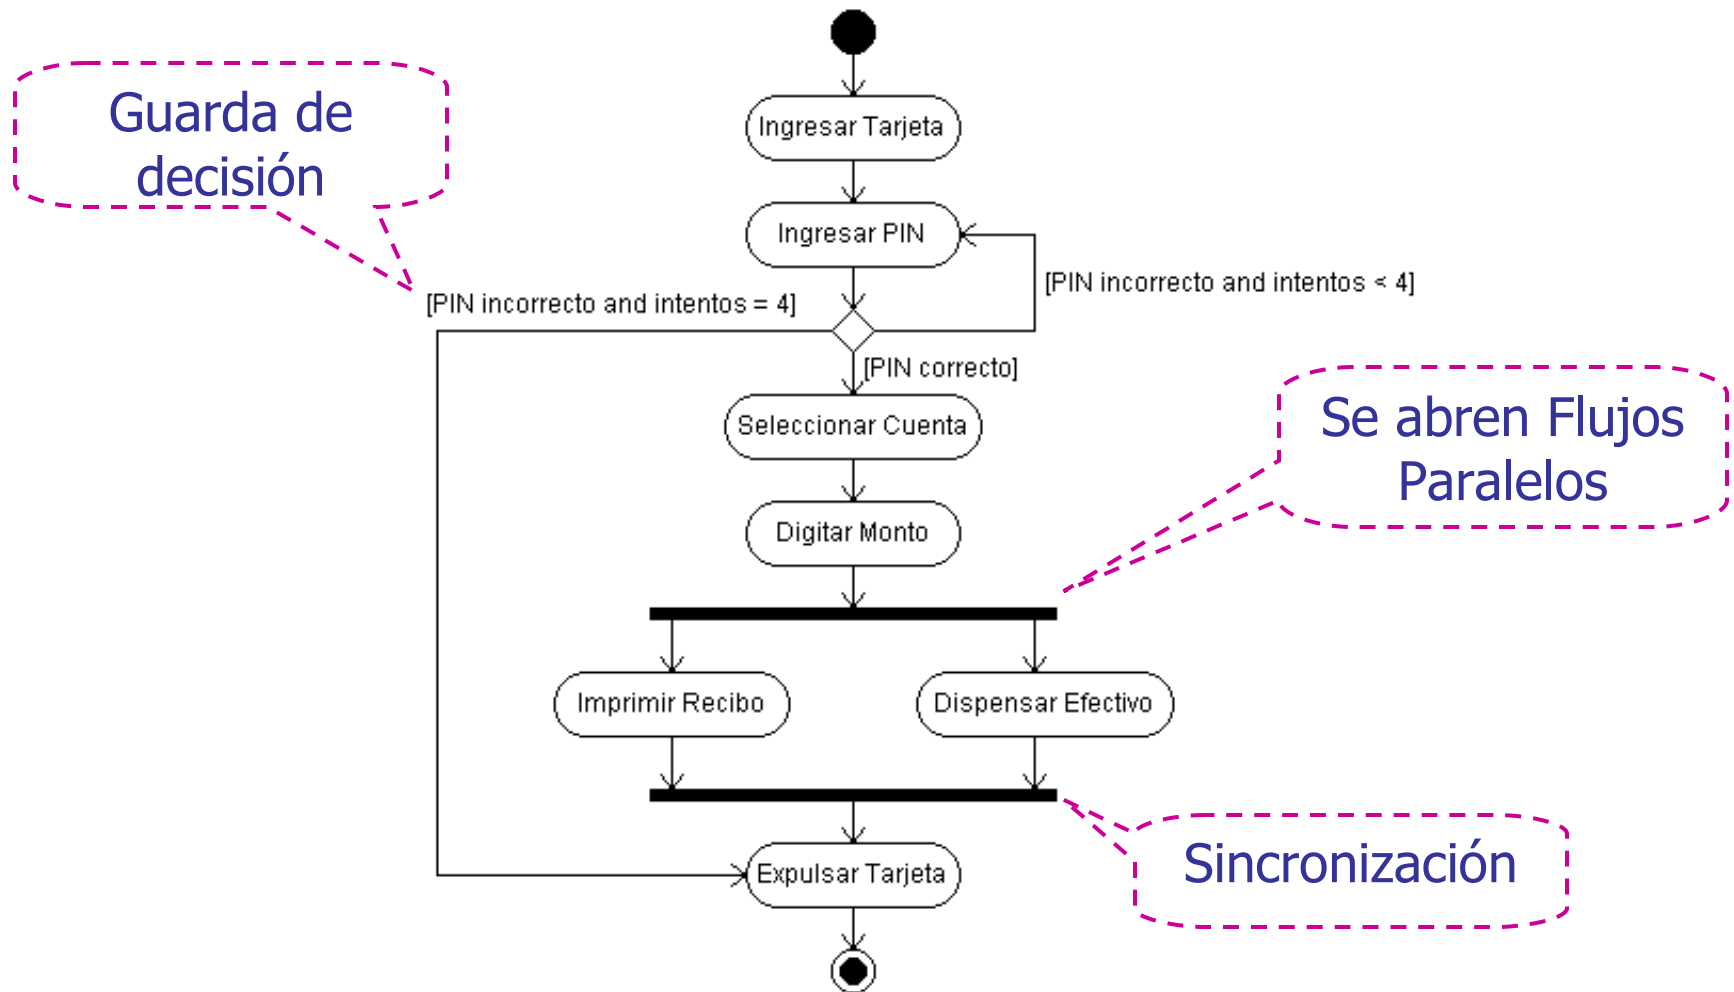 Guarda de
decisión
Ingresar Tarjeta
Ingresar PIN
[PIN incorrecto and intentos < 4]
[PIN incorrecto and intentos = 4]
[PIN correcto]
Seleccionar Cuenta
Se abren Flujos
Paralelos
Digitar Monto
Imprimir Recibo
Dispensar Efectivo
Sincronización
Expulsar Tarjeta